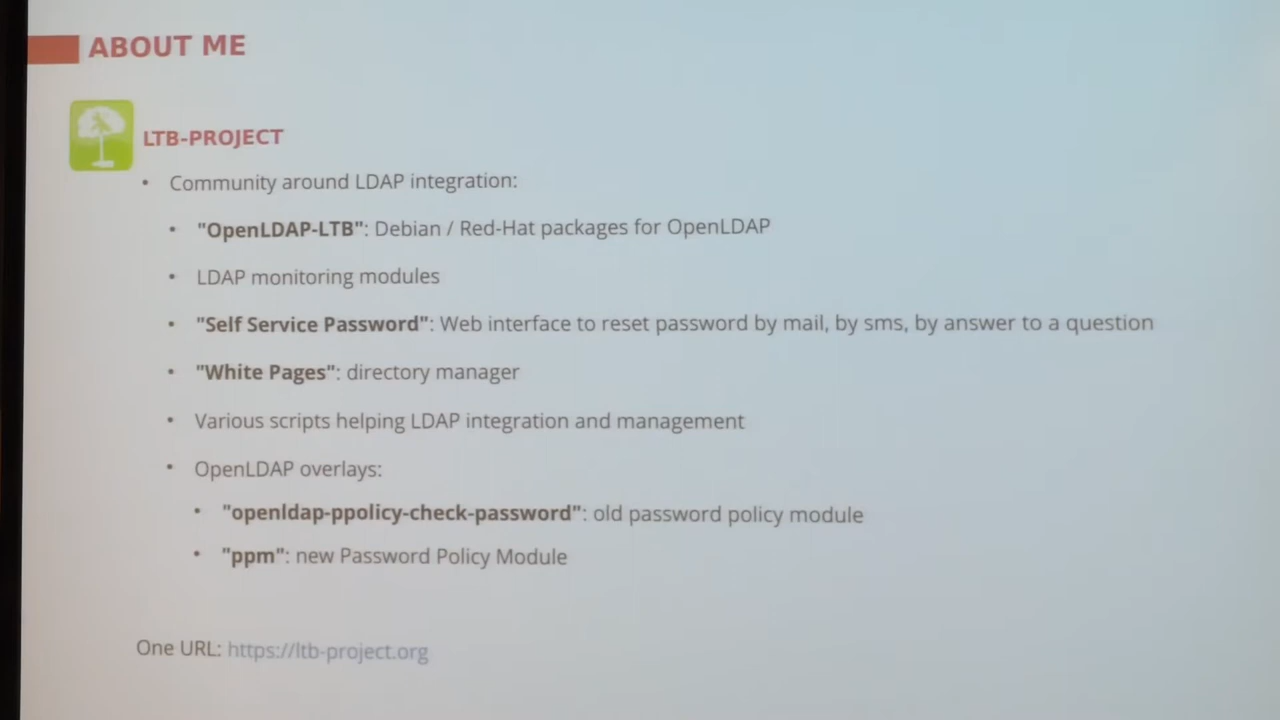 ABOUT ME
LTB-PROJECT
• Community around LDAP integration:
• "OpenLDAP-LTB": Debian / Red-Hat packages for OpenLDAP
• LDAP monitoring modules
• "Self Service Password": Web interface to reset password by mail, by sms, by answer to a question
• "White Pages": directory manager
• Various scripts helping LDAP integration and management
• OpenLDAP overlays:
• "openldap-ppolicy-check-password": old password policy module
• "ppm": new Password Policy Module
One URL: https://ltb-project.org